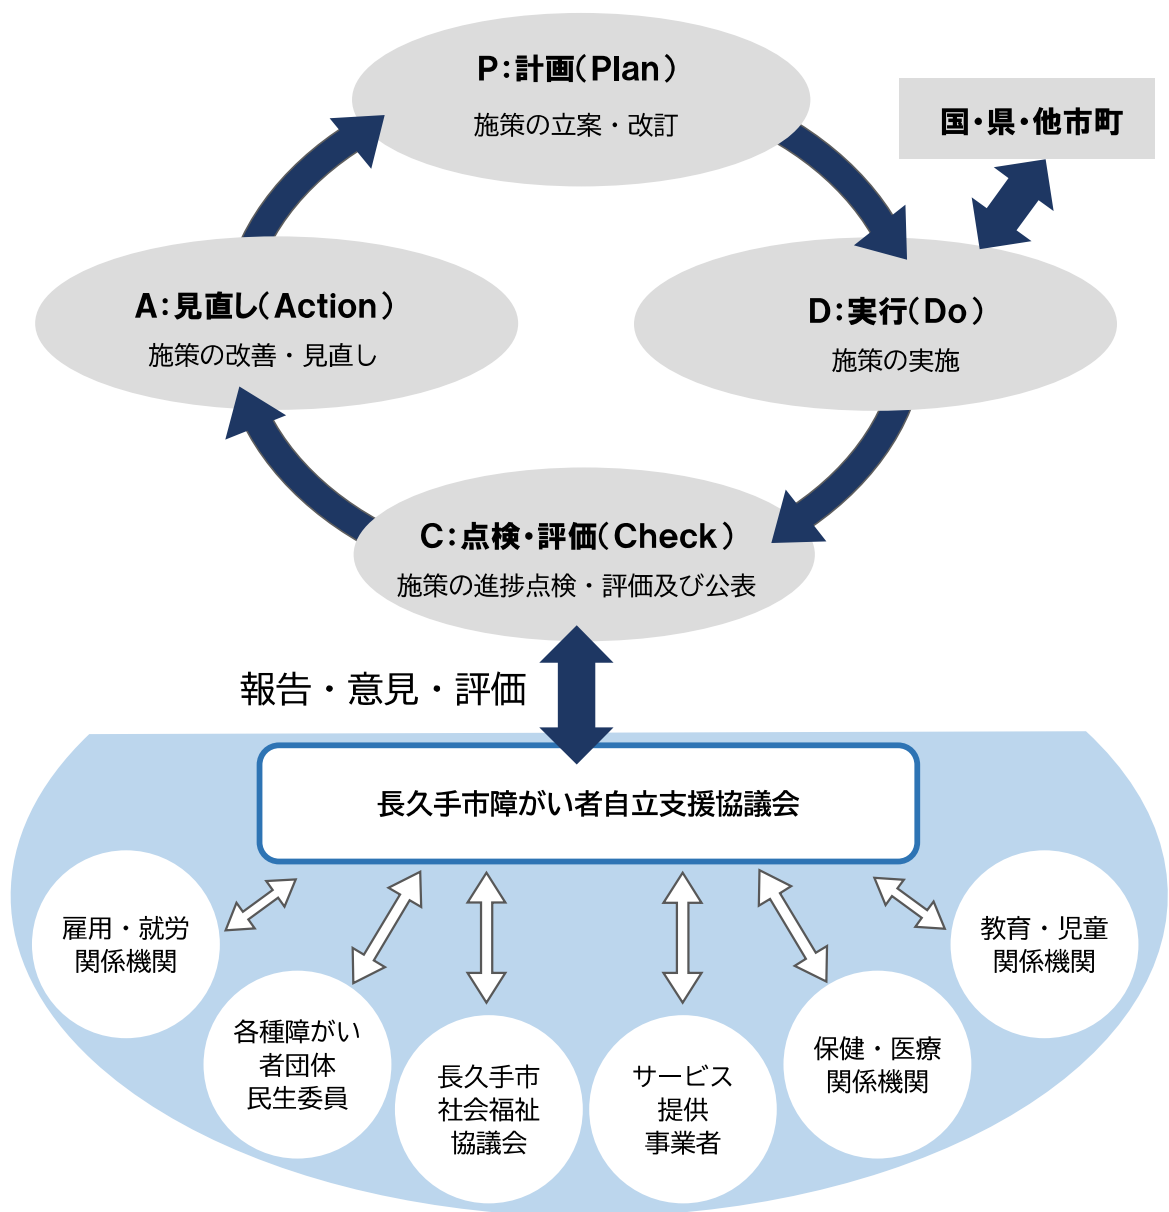 P：計画（Plan）
施策の立案・改訂
国・県・他市町
A：見直し（Action）
施策の改善・見直し
D：実行（Do）
施策の実施
C：点検・評価（Check）
施策の進捗点検・評価及び公表
報告・意見・評価
長久手市障がい者自立支援協議会
雇用・就労
関係機関
各種障がい
者団体
民生委員
長久手市
社会福祉
協議会
サービス
提供
事業者
保健・医療
関係機関
教育・児童
関係機関